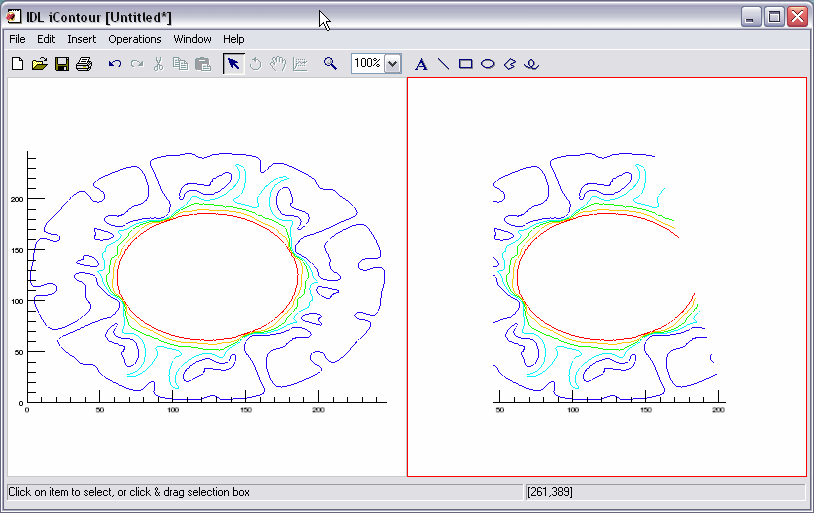 IDL iContour [Untitled*]
File Edit Insert Operations Window Help
100% A
200
150
100
50
0
0 50 100 150 200
50 100 150 200
Click on item to select, or click & drag selection box [261,389]